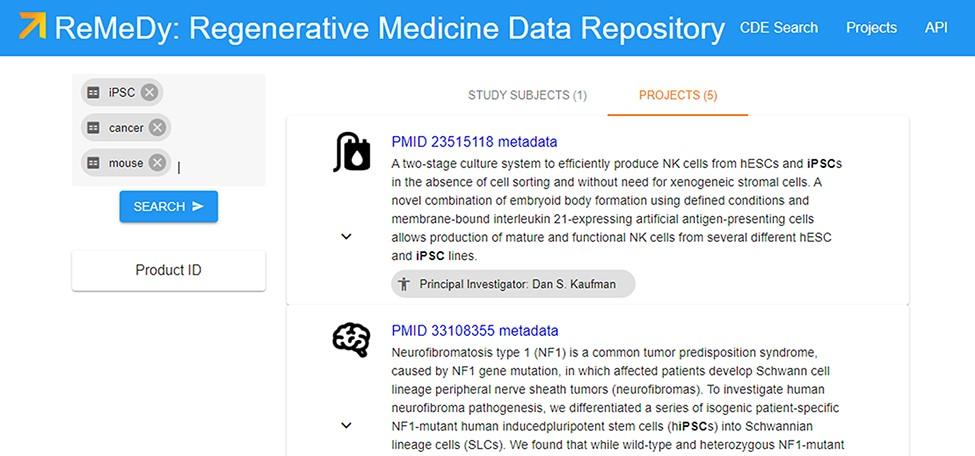 ReMeDy: Regenerative Medicine Data Repository
CDE Search
Projects
API
iPSC
cancer
mouse
SEARCH
Product ID
STUDY SUBJECTS (1)
PROJECTS (5)
PMID 23515118 metadata
A two-stage culture system to efficiently produce NK cells from hESCs and iPSCs
in the absence of cell sorting and without need for xenogeneic stromal cells. A
novel combination of embryoid body formation using defined conditions and
membrane-bound interleukin 21-expressing artificial antigen-presenting cells
allows production of mature and functional NK cells from several different hESC
and iPSC lines.
Principal Investigator: Dan S. Kaufman
PMID 33108355 metadata
Neurofibromatosis type 1 (NF1) is a common tumor predisposition syndrome,
caused by NF1 gene mutation, in which affected patients develop Schwann cell
lineage peripheral nerve sheath tumors (neurofibromas). To investigate human
neurofibroma pathogenesis, we differentiated a series of isogenic patient-specific
NF1-mutant human inducedpluripotent stem cells (hiPSCs) into Schwannian
lineage cells (SLCs). We found that while wild-type and heterozygous NF1-mutant